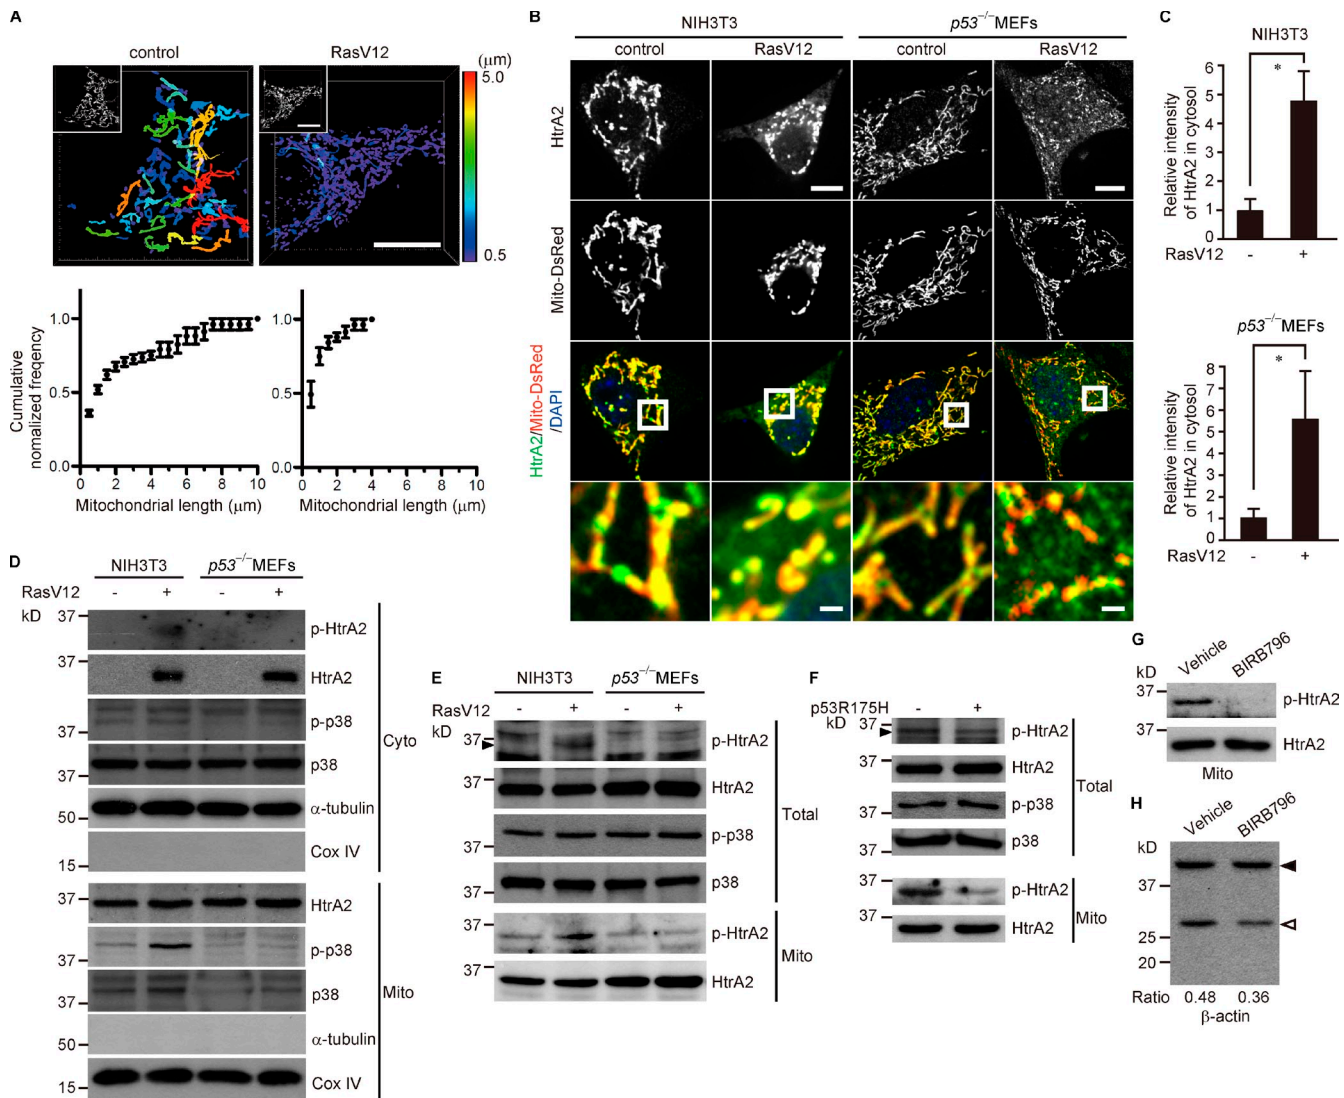 A
control RasV12 (μm)
5.0
0.5
Cumulative
nomalized freqency
1.0
0.5
0.0
0 2 4 6 8 10
Mitochondrial length (μm)
1.0
0.5
0.0
0 2 4 6 8 10
Mitochondrial length (μm)
B
NIH3T3 p53−/−MEFs
control RasV12 control RasV12
HtrA2
Mito-DsRed
HtrA2/Mito-DsRed
/DAPI
C
NIH3T3
Relative intensity
of HtrA2 in cytosol
6
5
4
3
2
1
0
*
RasV12 - +
p53−/−MEFs
Relative intensity
of HtrA2 in cytosol
8
7
6
5
4
3
2
1
0
*
RasV12 - +
D
NIH3T3 p53−/−MEFs
RasV12 - + - +
kD
37 p-HtrA2
37 HtrA2
p-p38
37
p38
37
α-tubulin
50
Cox IV
15
Cyto
HtrA2
37
p-p38
37
p38
37
α-tubulin
50
Cox IV
15
Mito
E
NIH3T3 p53−/−MEFs
RasV12 - + - +
kD
37 p-HtrA2
37 HtrA2
p-p38
37
p38
37
Total
37 p-HtrA2
37 HtrA2
Mito
F
p53R175H - +
kD
37 p-HtrA2
37 HtrA2
p-p38
37
p38
37
Total
37 p-HtrA2
37 HtrA2
Mito
G
Vehicle BIRB796
kD
37 p-HtrA2
37 HtrA2
Mito
H
Vehicle BIRB796
kD
37
25
20
Ratio 0.48 0.36
β-actin